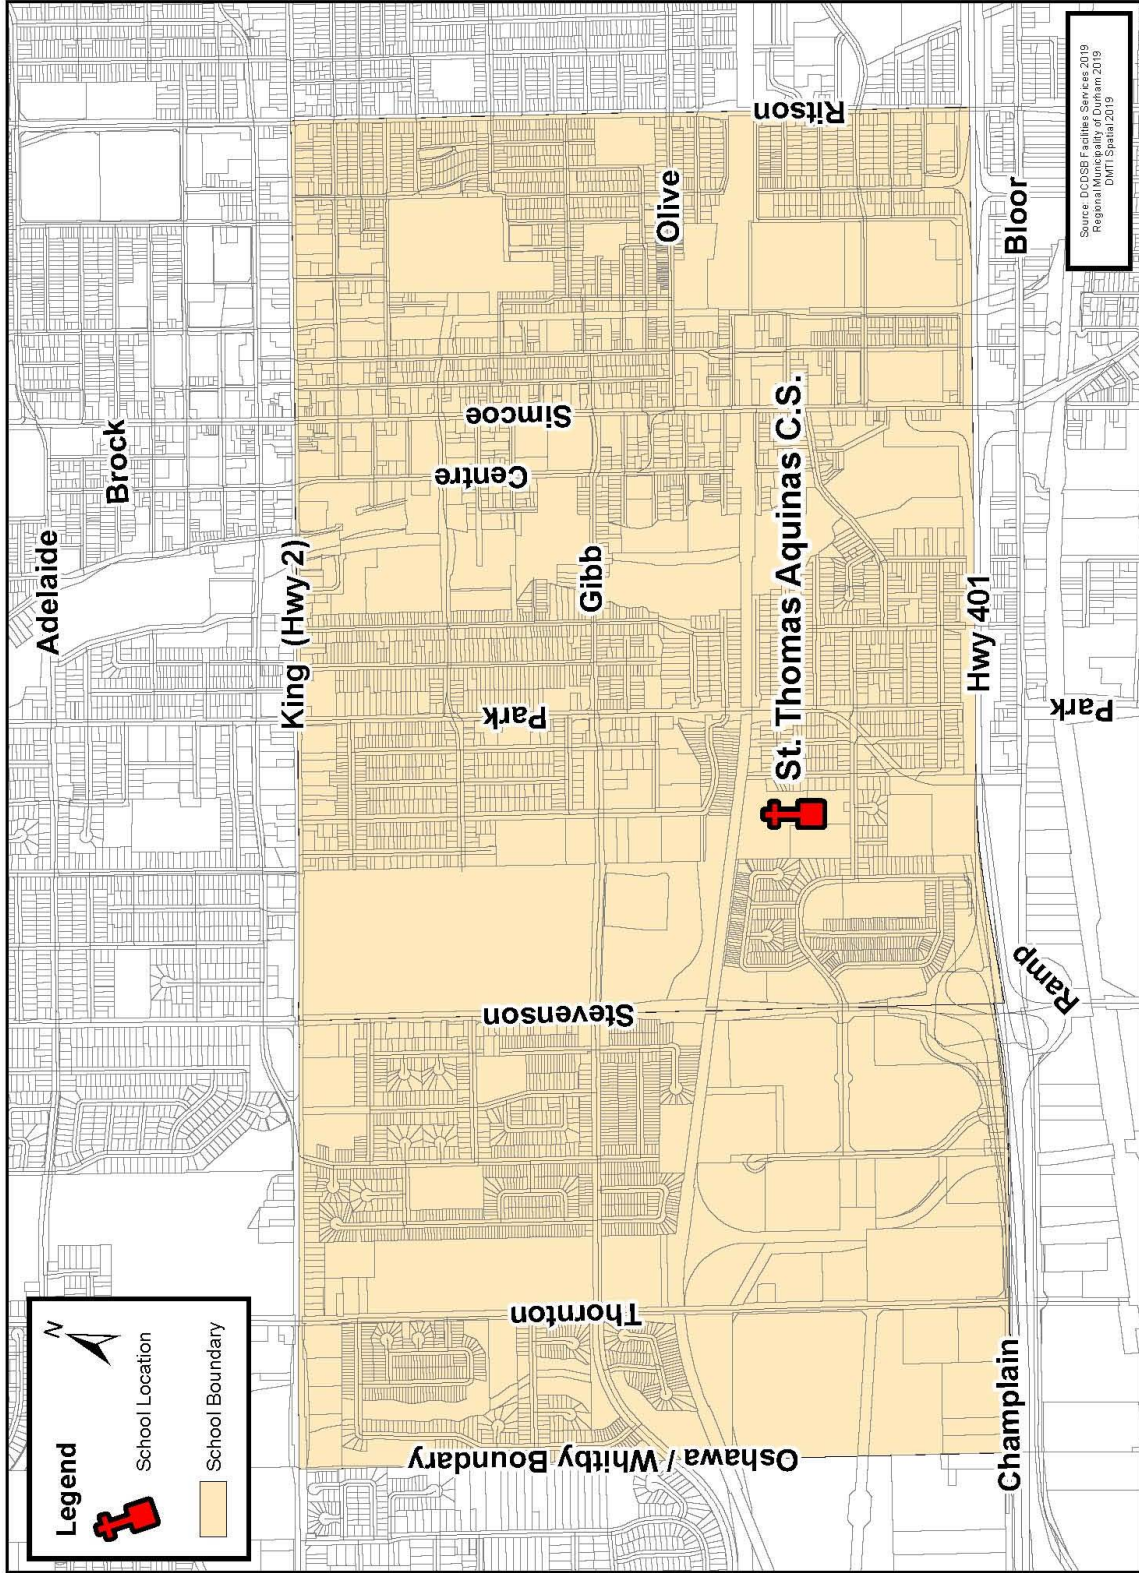 Legend
N
School Location
School Boundary
Adelaide
Brock
King (Hwy 2)
Ritson
Olive
Simcoe
Centre
Gibb
Park
St. Thomas Aquinas C.S.
Stevenson
Thornton
Oshawa / Whitby Boundary
Hwy 401
Bloor
Park
Ramp
Champlain
Source: DCDSB Facilities Services 2019
Regional Municipality of Durham 2019
DMTI Spatial 2019